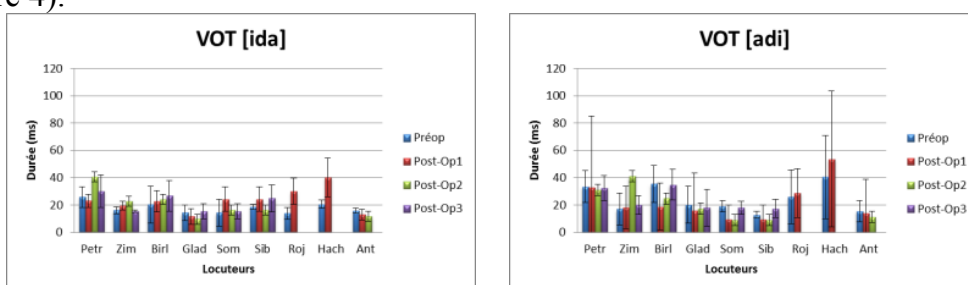 re 4).
VOT [ida]
120
100
80
60
40
20
0
Durée (ms)
Petr Zim Birl Glad Som Sib Roj Hach Ant
Locuteurs
Préop
Post-Op1
Post-Op2
Post-Op3
VOT [adi]
120
100
80
60
40
20
0
Durée (ms)
Petr Zim Birl Glad Som Sib Roj Hach Ant
Locuteurs
Préop
Post-Op1
Post-Op2
Post-Op3